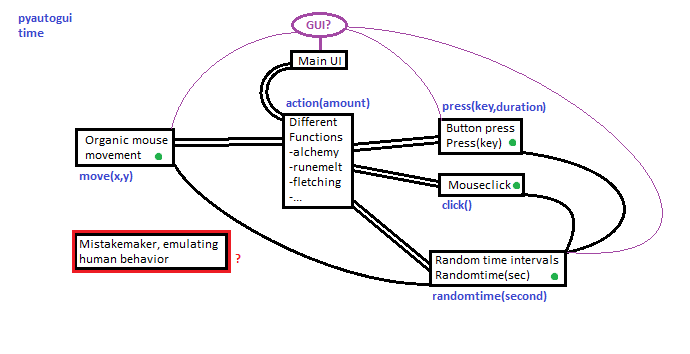 pyautogui
time
GUI?
Main UI
action(amount)
press(key,duration)
Different
Functions
-alchemy
-runemelt
-fletching
-...
Button press
Press(key)
Organic mouse
movement
move(x,y)
Mouseclick
click()
Mistakemaker, emulating
human behavior
?
Random time intervals
Randomtime(sec)
randomtime(second)